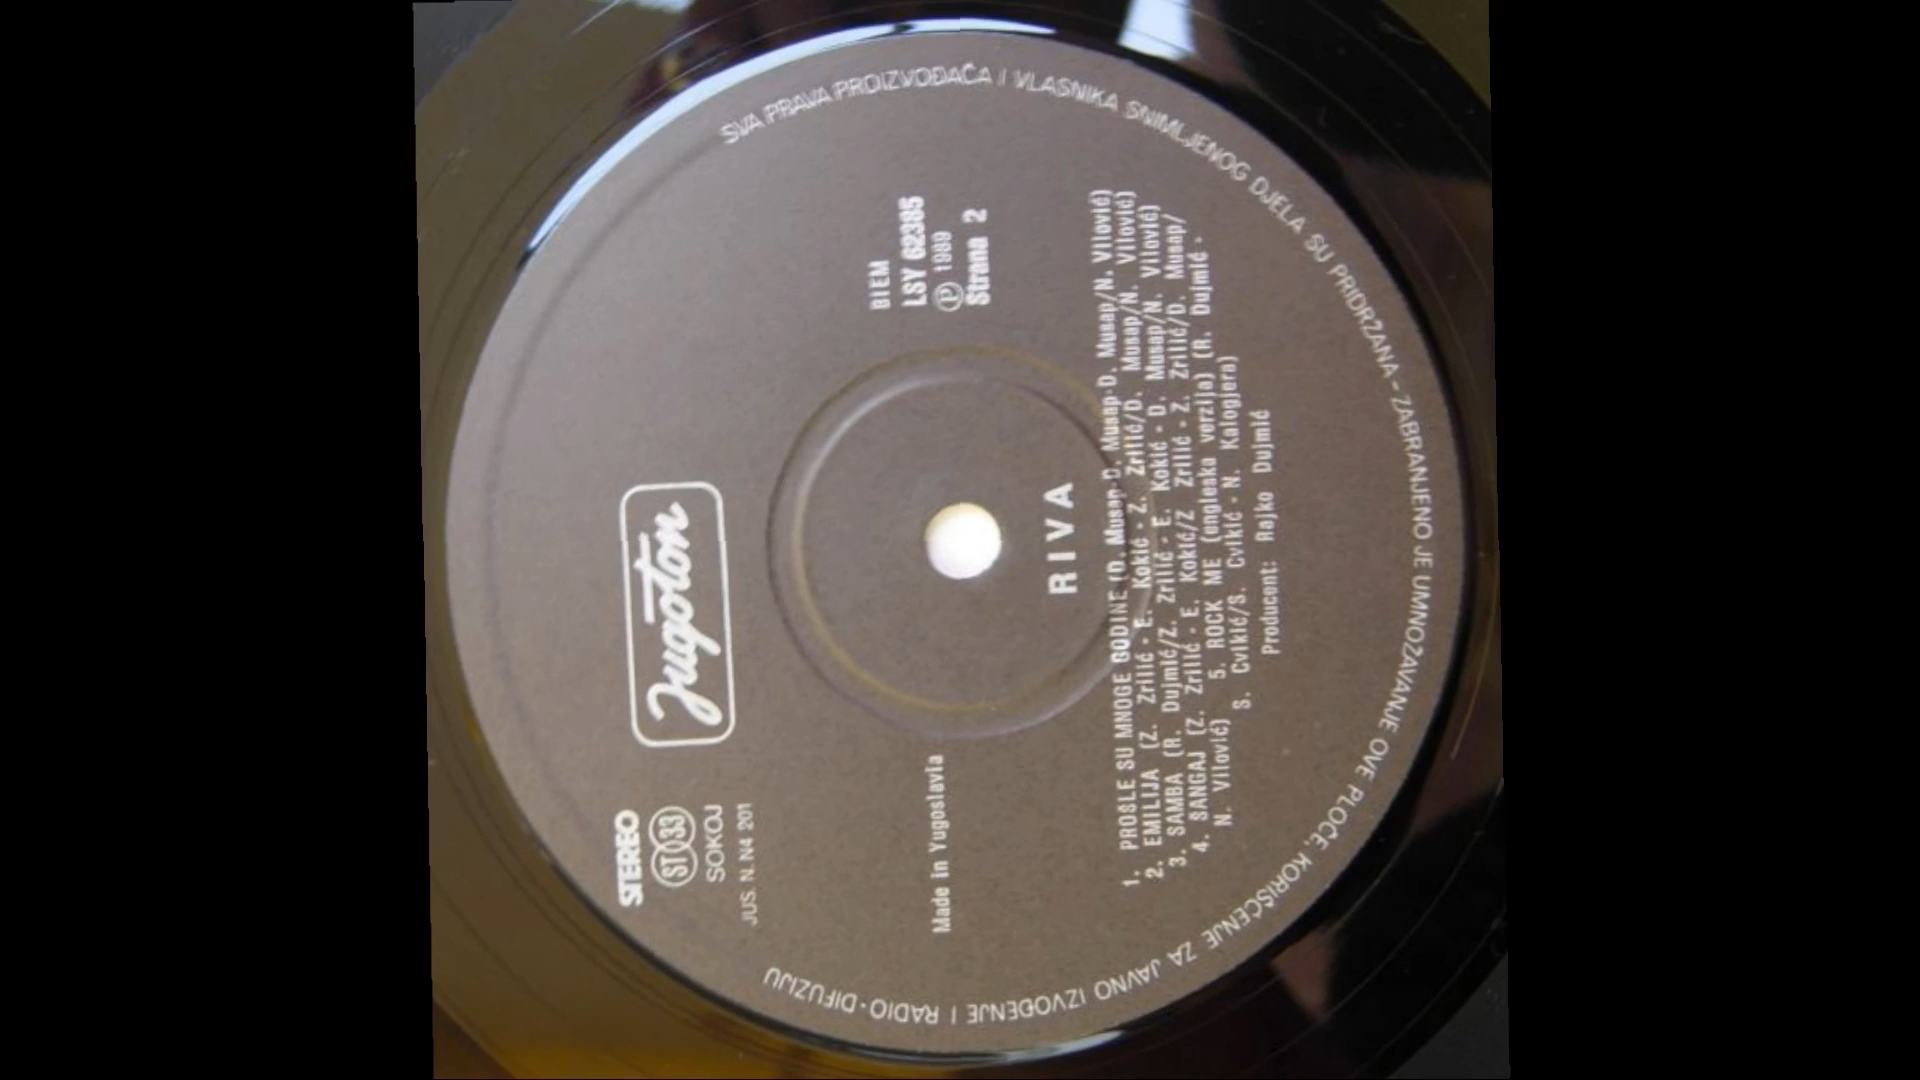 SVA PRAVA PROIZVOĐAČA I VLASNIKA SNIMLJENOG DJELA SU PRIDRŽANA - ZABRANJENO JE UMNOŽAVANJE OVE PLOČE, KORIŠĆENJE ZA JAVNO IZVOĐENJE I RADIO-DIFUZIJU
STEREO
ST 33
SOKOJ
JUS. N. N4 201
Jugoton
BIEM
LSY 62385
Ⓟ 1989
Strana 2
Made in Yugoslavia
RIVA
1. PROŠLE SU MNOGE GODINE (D. Musap-D. Musap-D. Musap/N. Vilović)
2. EMILIJA (Z. Zrilić - E. Kokić - Z. Zrilić/D. Musap/N. Vilović)
3. SAMBA (R. Dujmić/Z. Zrilić - E. Kokić - D. Musap/N. Vilović)
4. ŠANGAJ (Z. Zrilić - E. Kokić/Z Zrilić - Z. Zrilić/D. Musap/
N. Vilović) 5. ROCK ME (engleska verzija) (R. Dujmić -
S. Cvikić/S. Cvikić - N. Kalogjera)
Producent: Rajko Dujmić